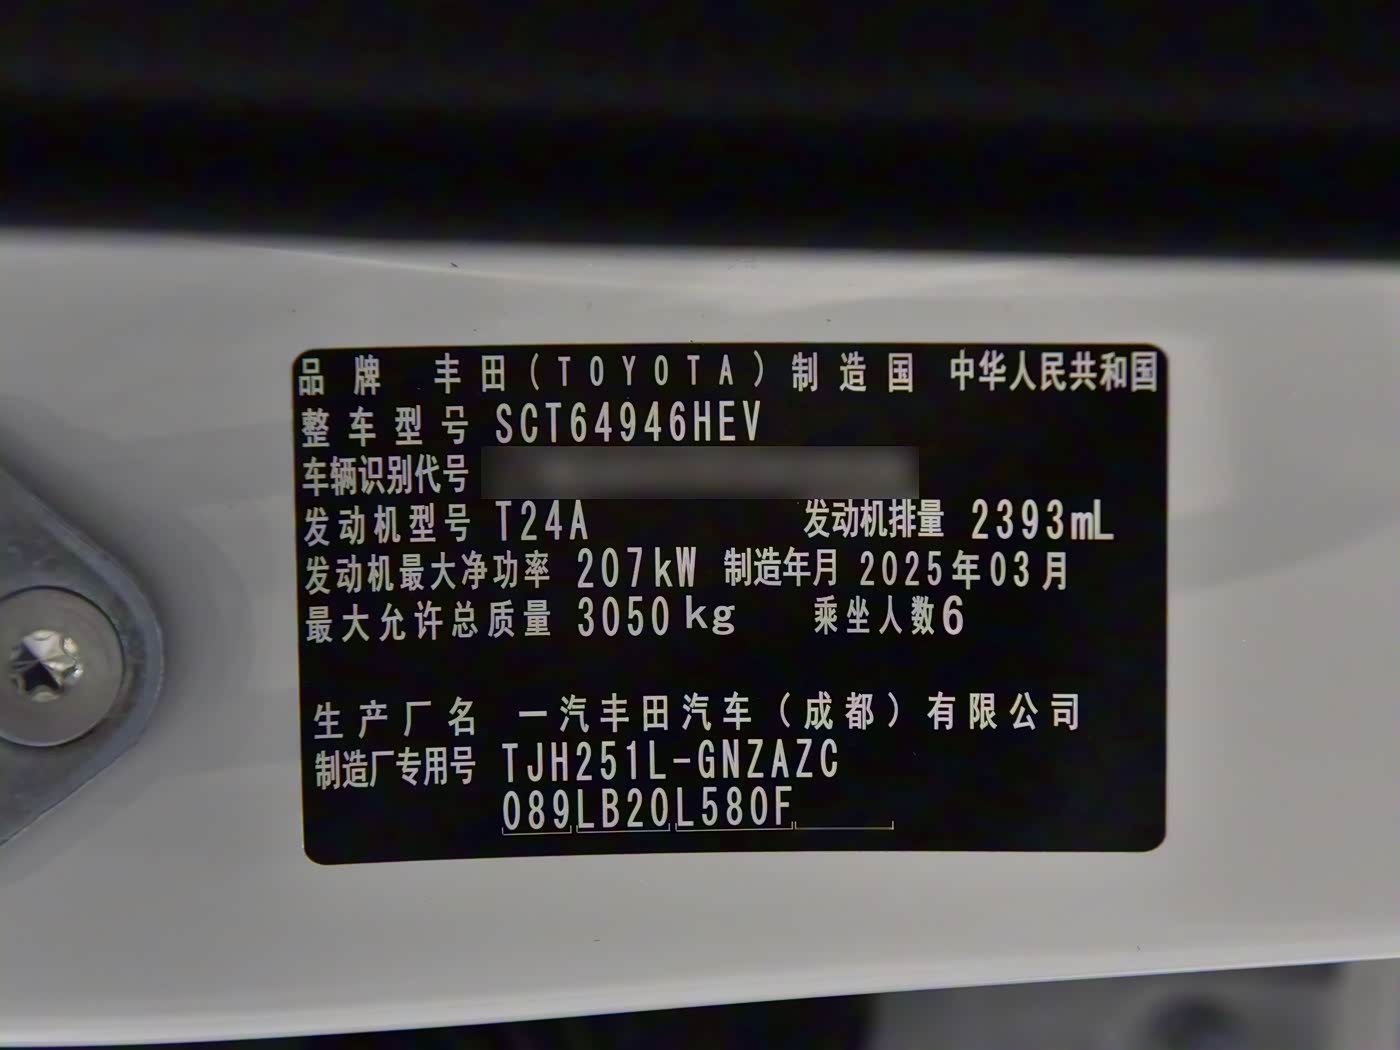 品牌 丰田(TOYOTA) 制造国 中华人民共和国
整车型号 SCT64946HEV
车辆识别代号
发动机型号 T24A 发动机排量 2393mL
发动机最大净功率 207kW 制造年月 2025年03月
最大允许总质量 3050kg 乘坐人数6
生产厂名 一汽丰田汽车(成都)有限公司
制造厂专用号 TJH251L-GNZAZC
089LB20L580F